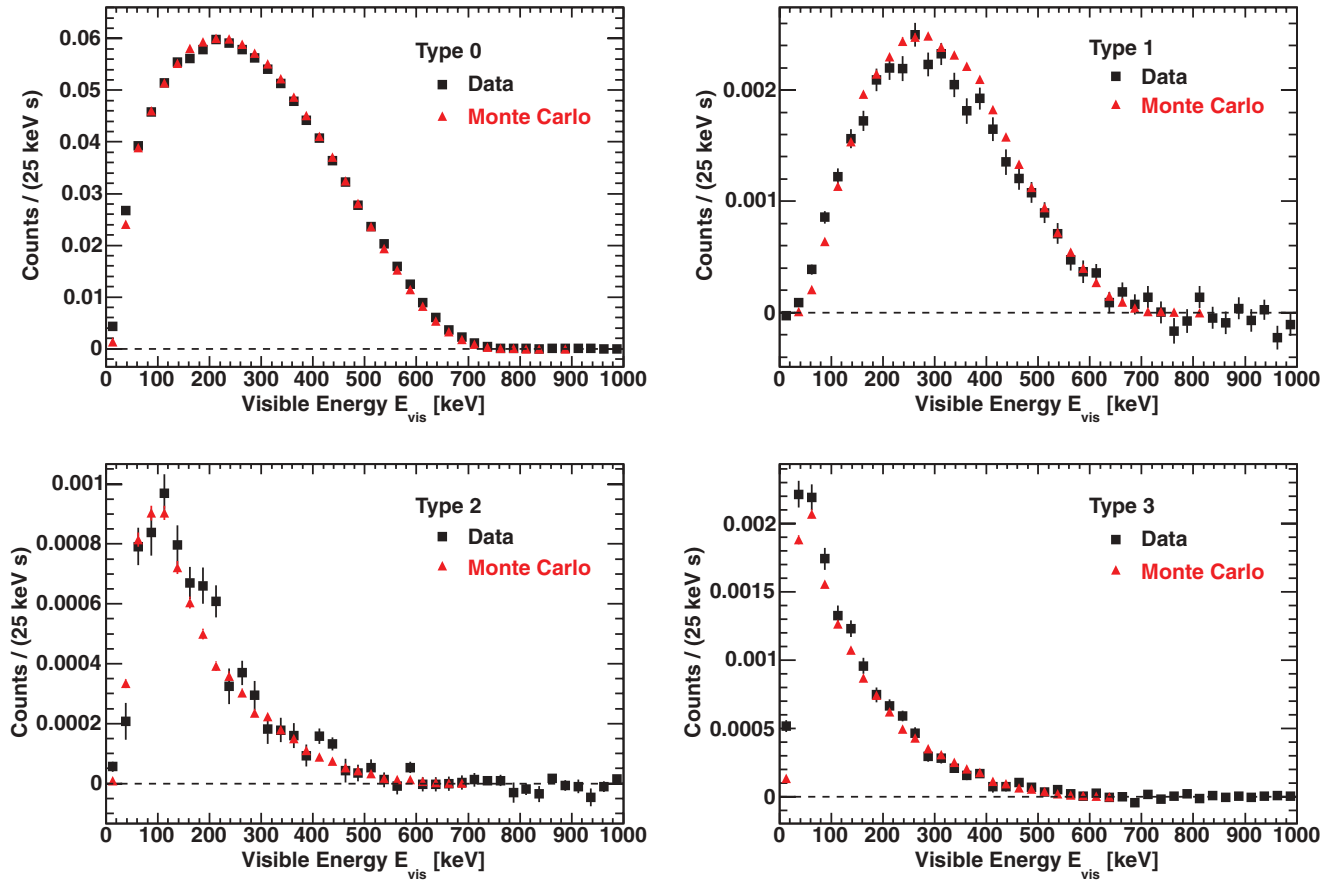 Type 0
Data
Monte Carlo
Counts / (25 keV s)
0.06
0.05
0.04
0.03
0.02
0.01
0
0 100 200 300 400 500 600 700 800 900 1000
Visible Energy E_vis [keV]
Type 1
Data
Monte Carlo
Counts / (25 keV s)
0.002
0.001
0
0 100 200 300 400 500 600 700 800 900 1000
Visible Energy E_vis [keV]
Type 2
Data
Monte Carlo
Counts / (25 keV s)
0.001
0.0008
0.0006
0.0004
0.0002
0
0 100 200 300 400 500 600 700 800 900 1000
Visible Energy E_vis [keV]
Type 3
Data
Monte Carlo
Counts / (25 keV s)
0.002
0.0015
0.001
0.0005
0
0 100 200 300 400 500 600 700 800 900 1000
Visible Energy E_vis [keV]